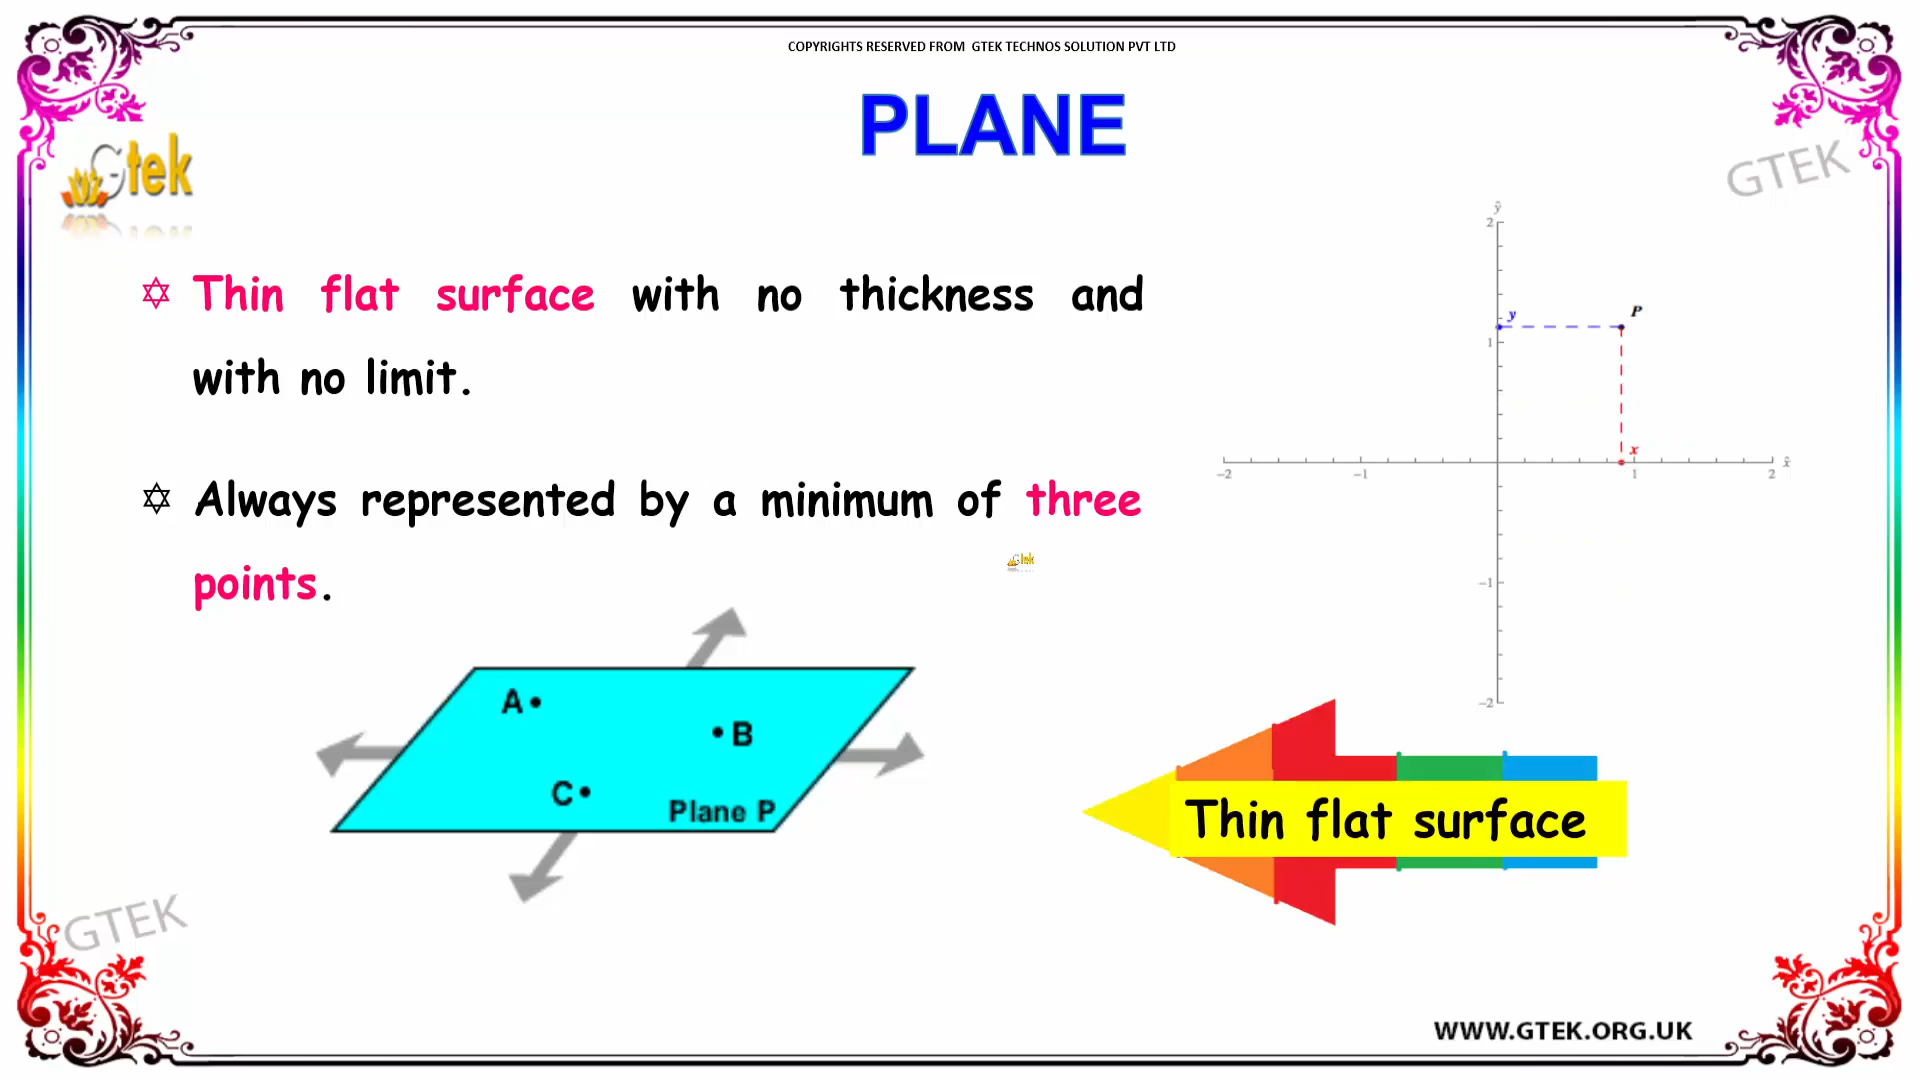 COPYRIGHTS RESERVED FROM GTEK TECHNOS SOLUTION PVT LTD
PLANE
Gtek
GTEK
Thin flat surface with no thickness and
with no limit.
Always represented by a minimum of three
points.
Gtek
ŷ
2
y
P
1
x
-2
-1
1
2
x̂
-1
-2
A
B
C
Plane P
Thin flat surface
GTEK
WWW.GTEK.ORG.UK